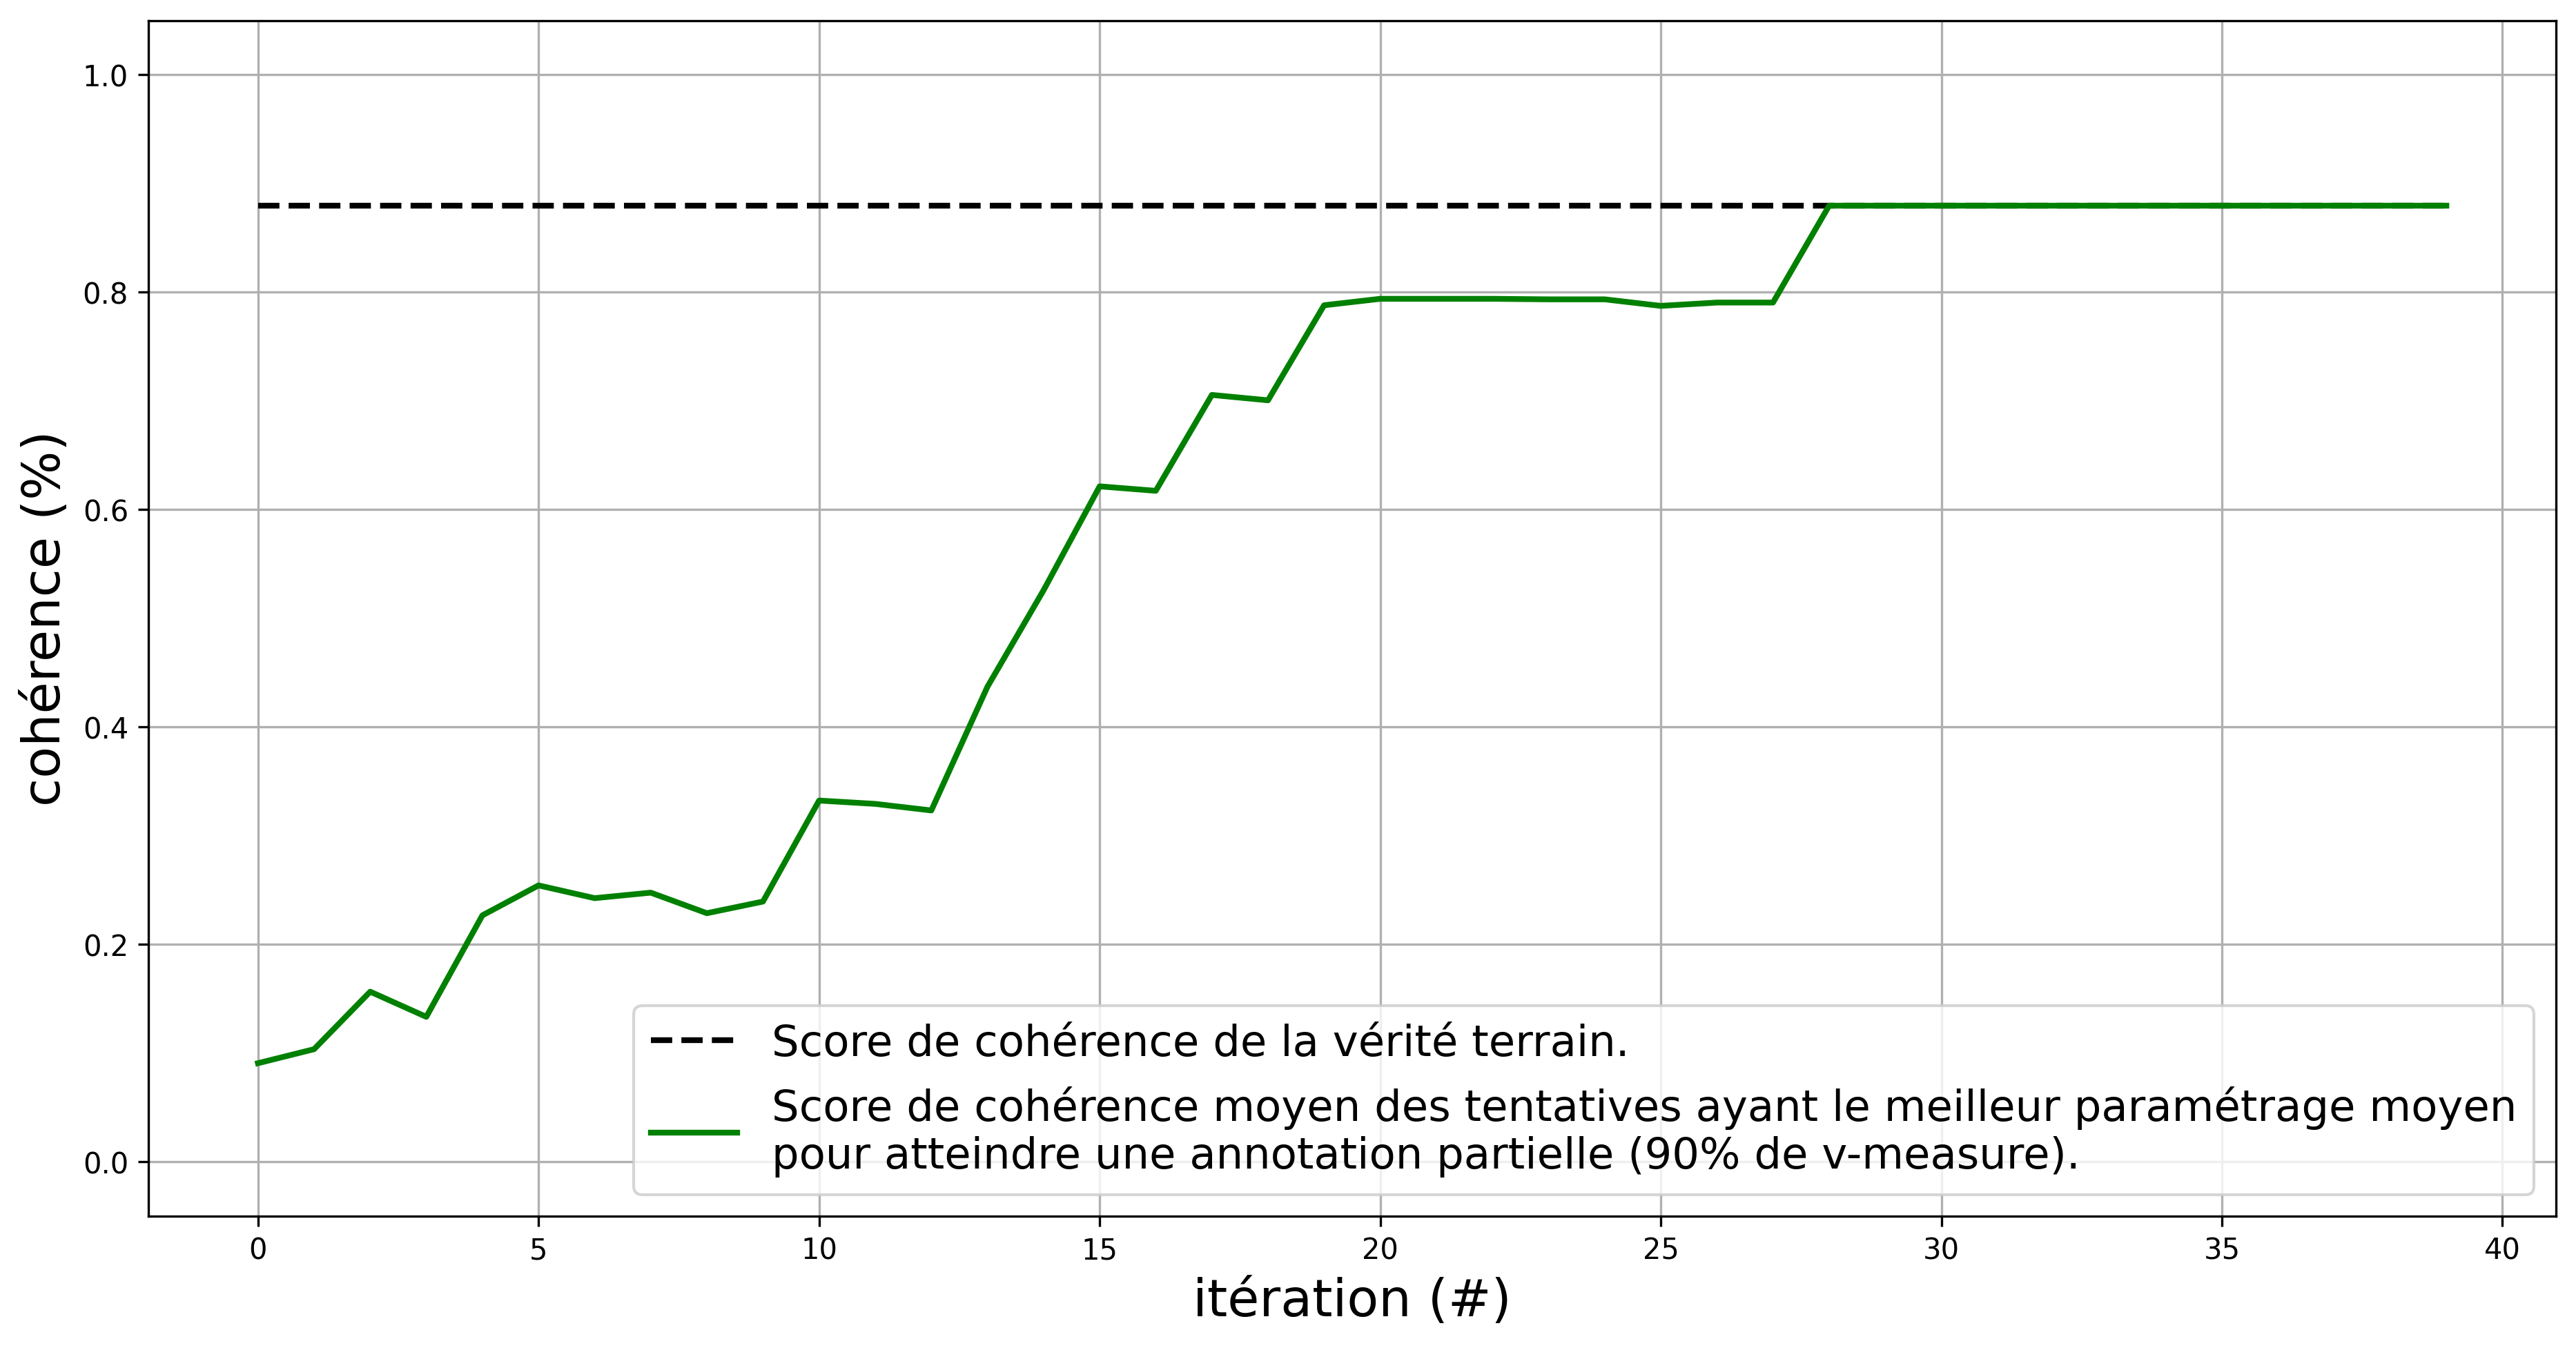 1.0
0.8
0.6
0.4
0.2
0.0
cohérence (%)
0 5 10 15 20 25 30 35 40
itération (#)
Score de cohérence de la vérité terrain.
Score de cohérence moyen des tentatives ayant le meilleur paramétrage moyen
pour atteindre une annotation partielle (90% de v-measure).